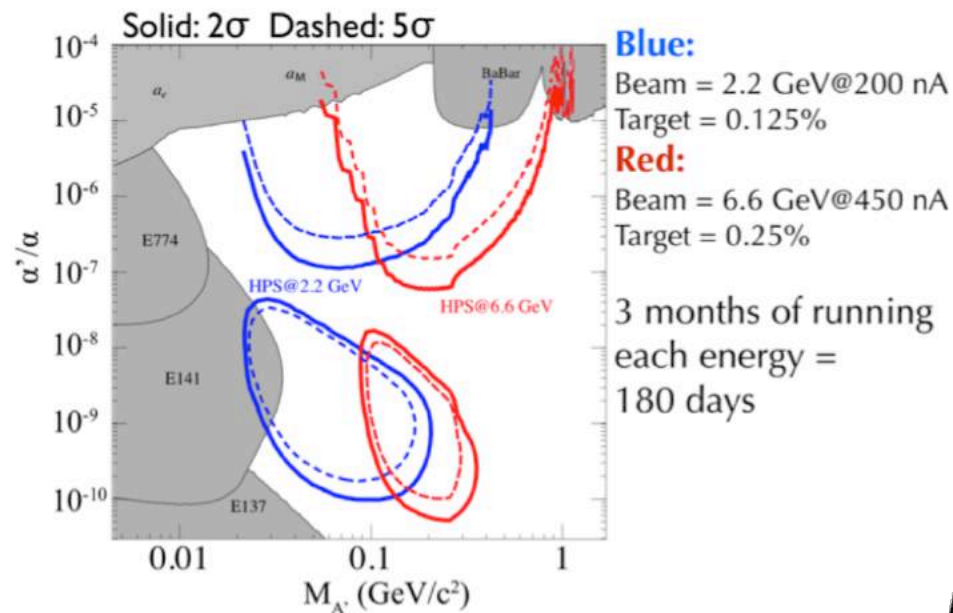 Solid: 2σ Dashed: 5σ
10⁻⁴
10⁻⁵
10⁻⁶
10⁻⁷
10⁻⁸
10⁻⁹
10⁻¹⁰
α'/α
aₑ
a_M
BaBar
E774
E141
E137
HPS@2.2 GeV
HPS@6.6 GeV
0.01
0.1
1
M_A' (GeV/c²)
Blue:
Beam = 2.2 GeV@200 nA
Target = 0.125%
Red:
Beam = 6.6 GeV@450 nA
Target = 0.25%
3 months of running
each energy =
180 days